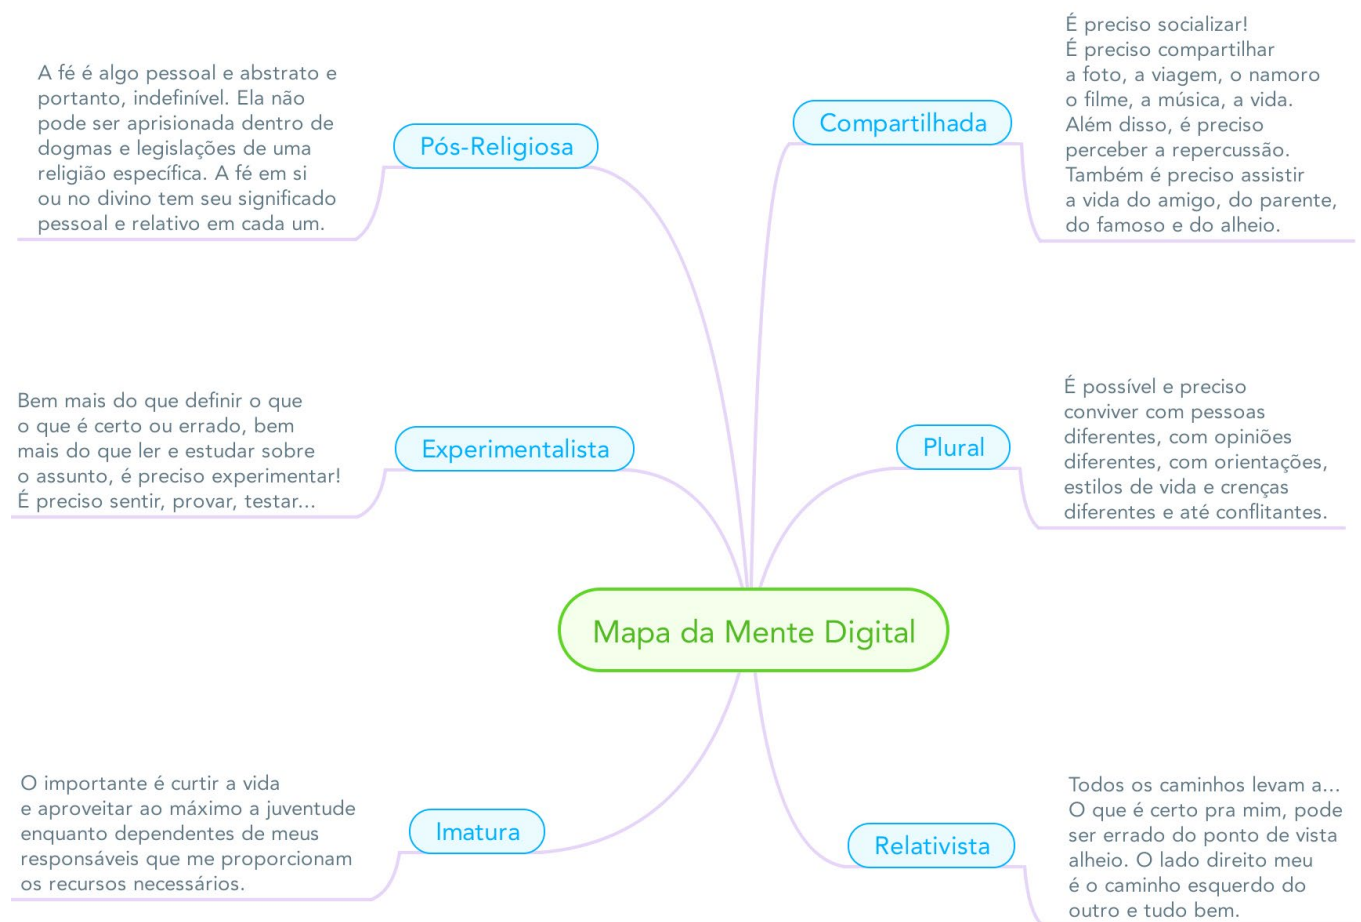 A fé é algo pessoal e abstrato e
portanto, indefinível. Ela não
pode ser aprisionada dentro de
dogmas e legislações de uma
religião específica. A fé em si
ou no divino tem seu significado
pessoal e relativo em cada um.
Pós-Religiosa
Compartilhada
É preciso socializar!
É preciso compartilhar
a foto, a viagem, o namoro
o filme, a música, a vida.
Além disso, é preciso
perceber a repercussão.
Também é preciso assistir
a vida do amigo, do parente,
do famoso e do alheio.
Bem mais do que definir o que
o que é certo ou errado, bem
mais do que ler e estudar sobre
o assunto, é preciso experimentar!
É preciso sentir, provar, testar...
Experimentalista
Plural
É possível e preciso
conviver com pessoas
diferentes, com opiniões
diferentes, com orientações,
estilos de vida e crenças
diferentes e até conflitantes.
Mapa da Mente Digital
O importante é curtir a vida
e aproveitar ao máximo a juventude
enquanto dependentes de meus
responsáveis que me proporcionam
os recursos necessários.
Imatura
Relativista
Todos os caminhos levam a...
O que é certo pra mim, pode
ser errado do ponto de vista
alheio. O lado direito meu
é o caminho esquerdo do
outro e tudo bem.